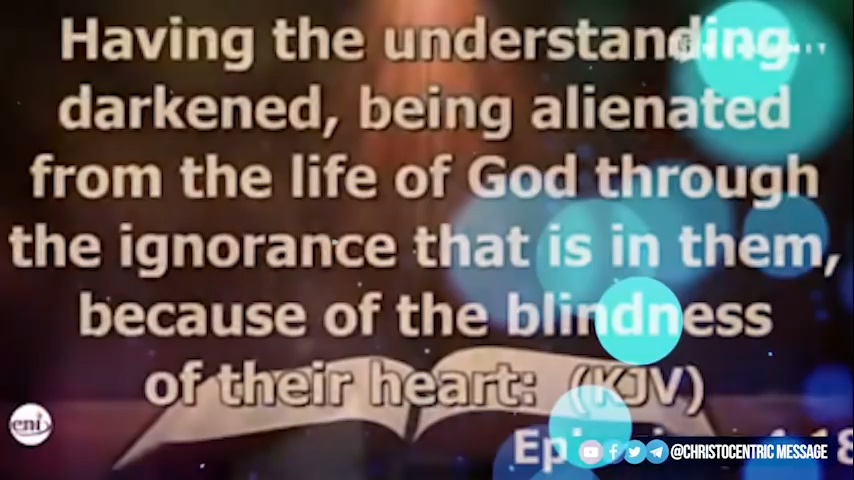 Having the understanding
darkened, being alienated
from the life of God through
the ignorance that is in them,
because of the blindness
of their heart: (KJV)
eni
@CHRISTOCENTRIC MESSAGE